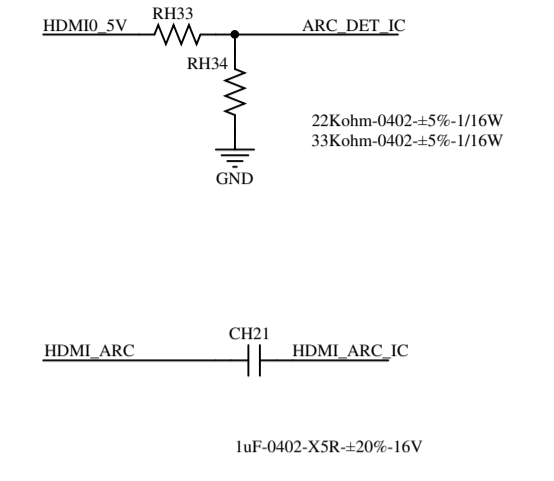 RH33
HDMI0_5V
ARC_DET_IC
RH34
22Kohm-0402-±5%-1/16W
33Kohm-0402-±5%-1/16W
GND
CH21
HDMI_ARC
HDMI_ARC_IC
1uF-0402-X5R-±20%-16V